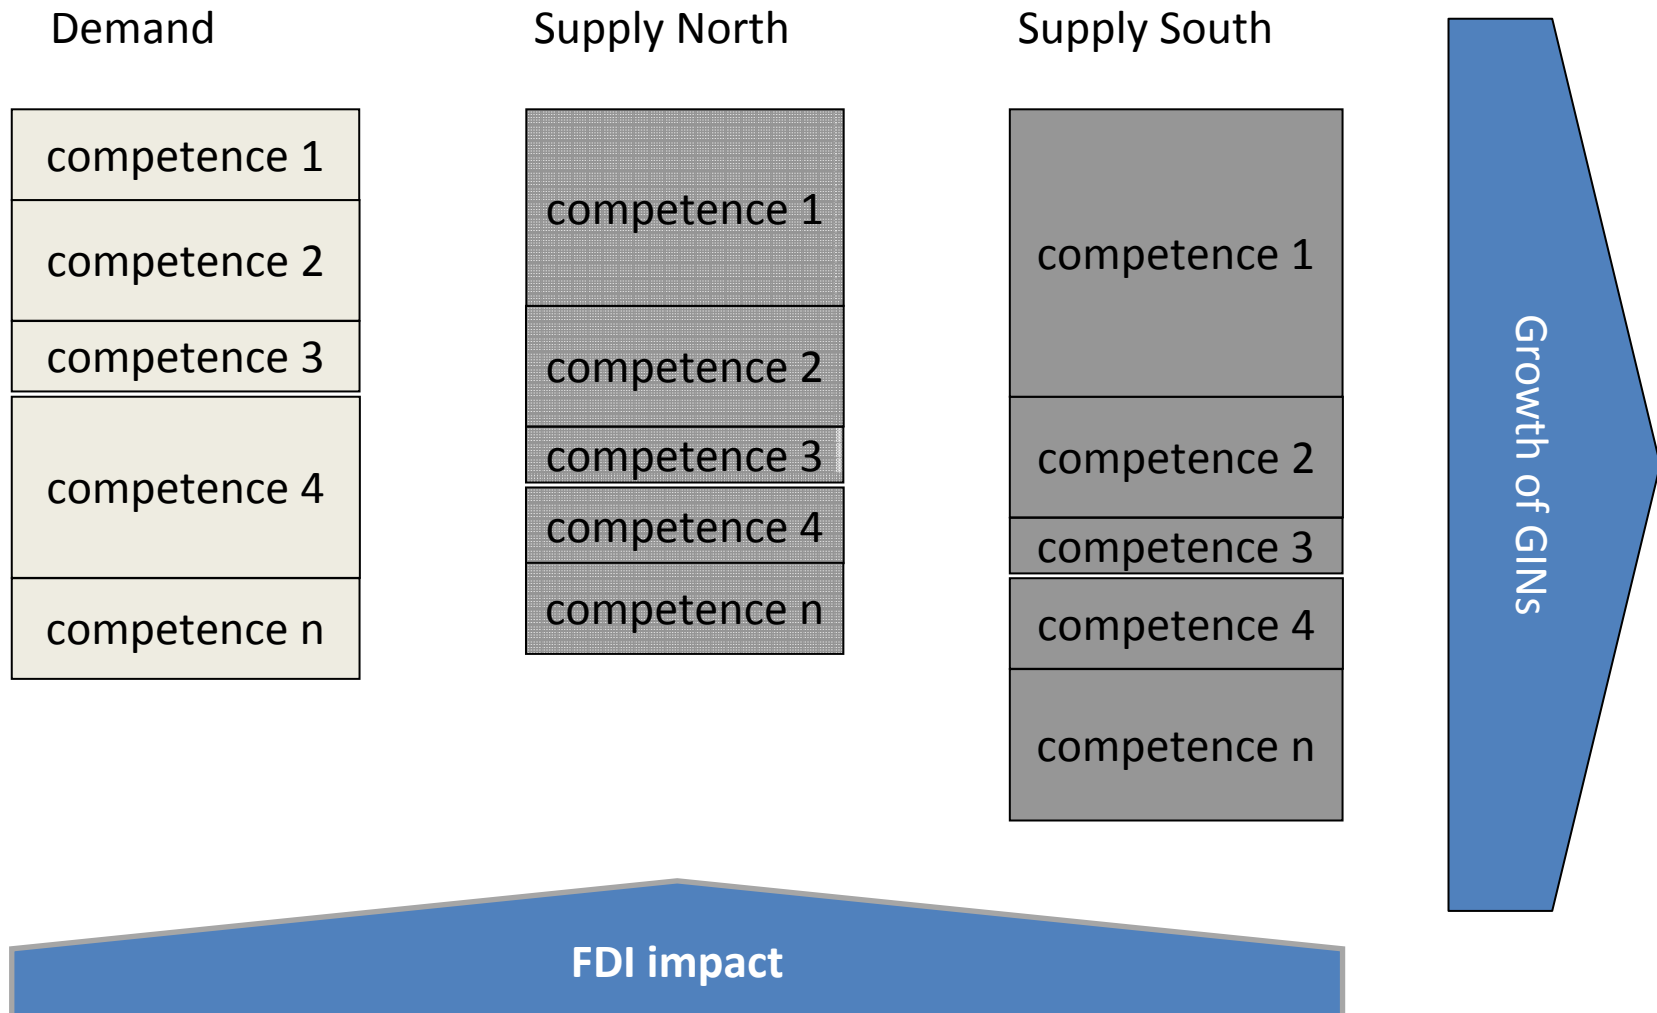 Demand
Supply North
Supply South
competence 1
competence 2
competence 3
competence 4
competence n
competence 1
competence 2
competence 3
competence 4
competence n
competence 1
competence 2
competence 3
competence 4
competence n
Growth of GINs
FDI impact